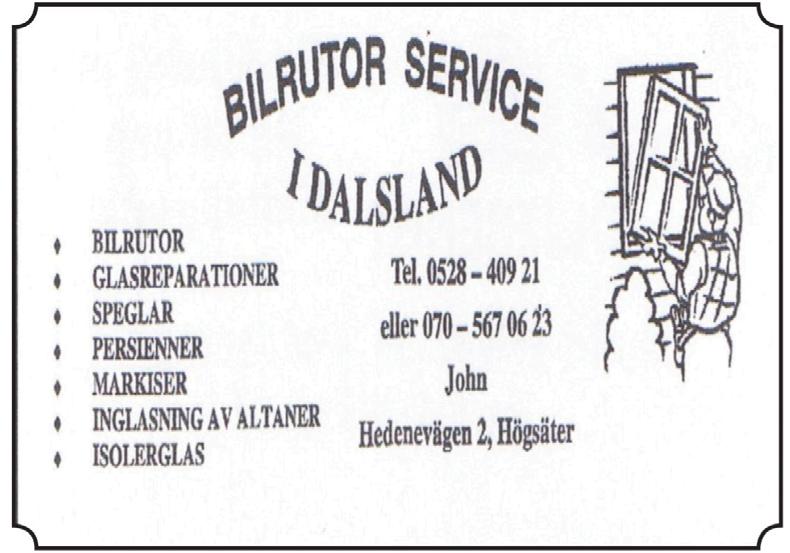 BILRUTOR SERVICE
I DALSLAND
BILRUTOR
GLASREPARATIONER
SPEGLAR
PERSIENNER
MARKISER
INGLASNING AV ALTANER
ISOLERGLAS
Tel. 0528 – 409 21
eller 070 – 567 06 23
John
Hedenevägen 2, Högsäter